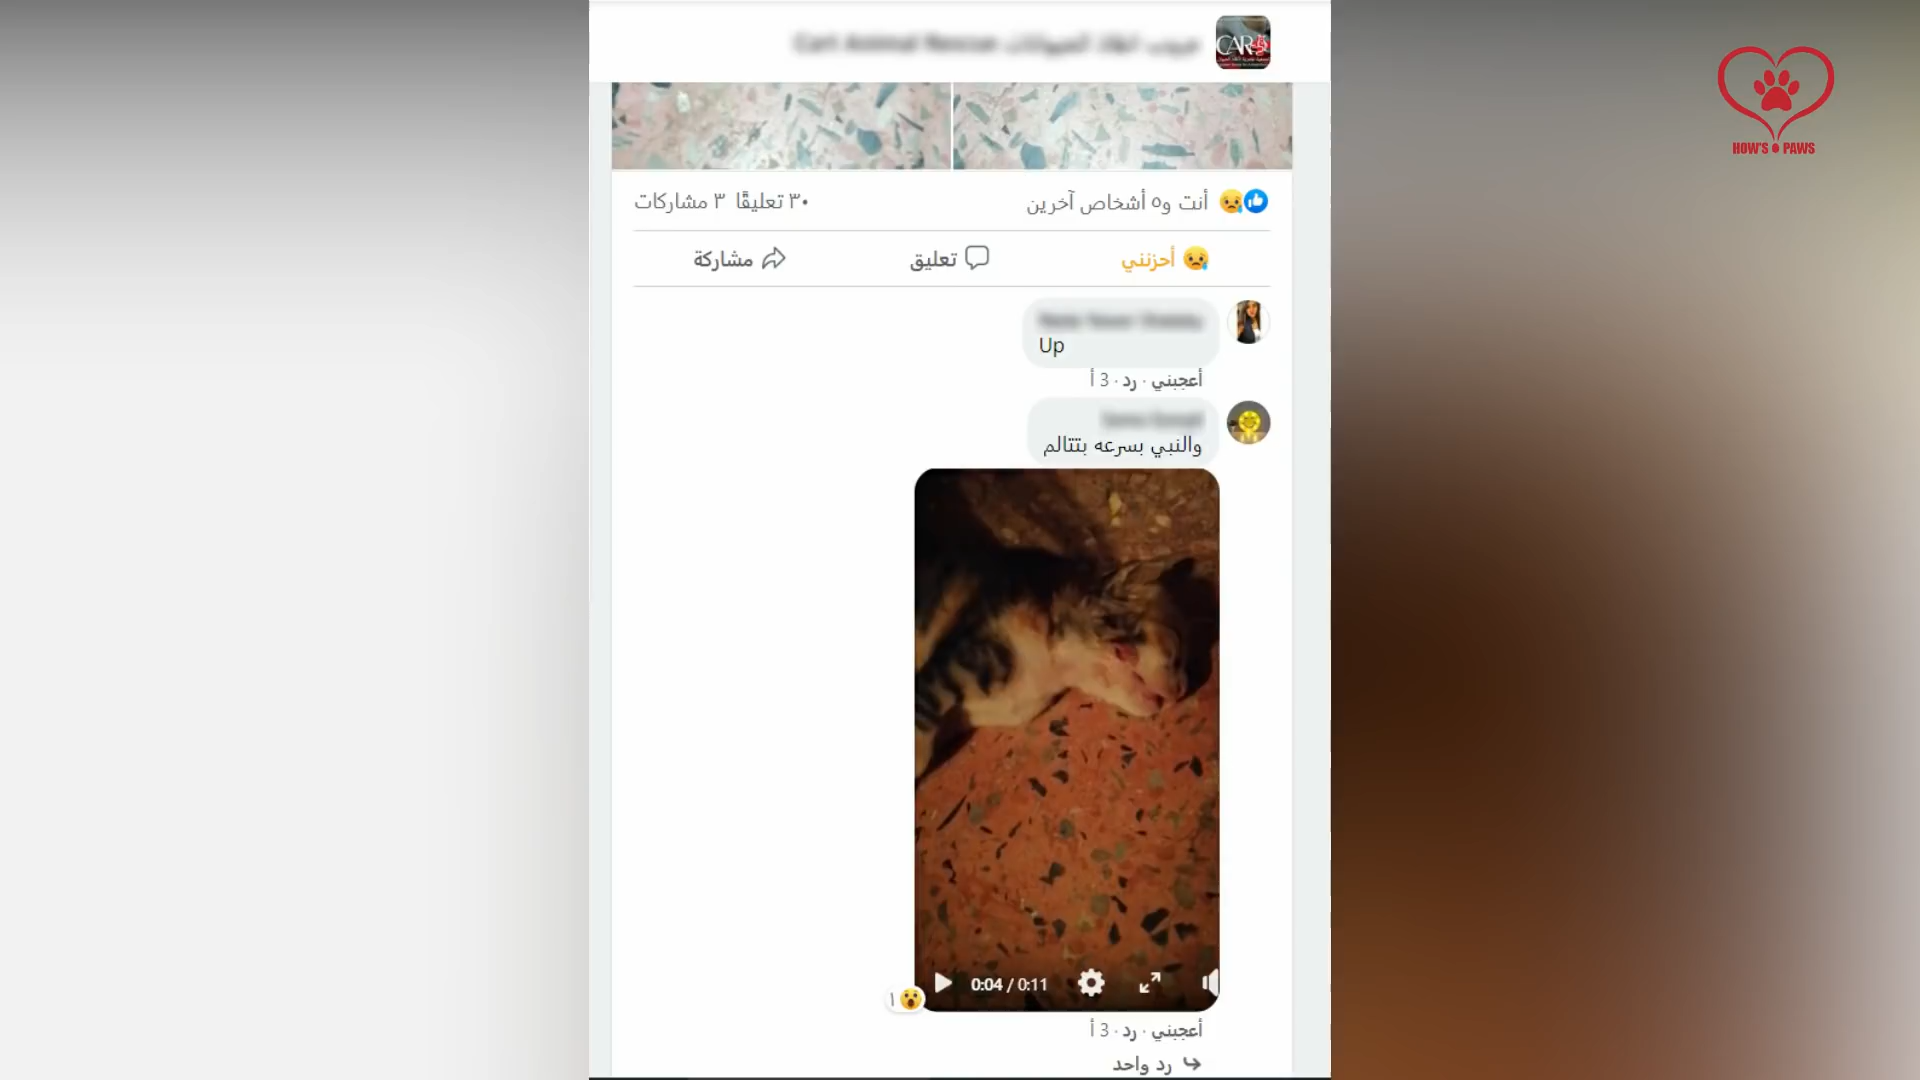 CAR
HOW'S PAWS
أنت و٥ أشخاص آخرين
٣٠ تعليقًا ٣ مشاركات
أحزنني
تعليق
مشاركة
Up
أعجبني · رد · 3 أ
والنبي بسرعه بتتالم
0:04 / 0:11
١
أعجبني · رد · 3 أ
رد واحد